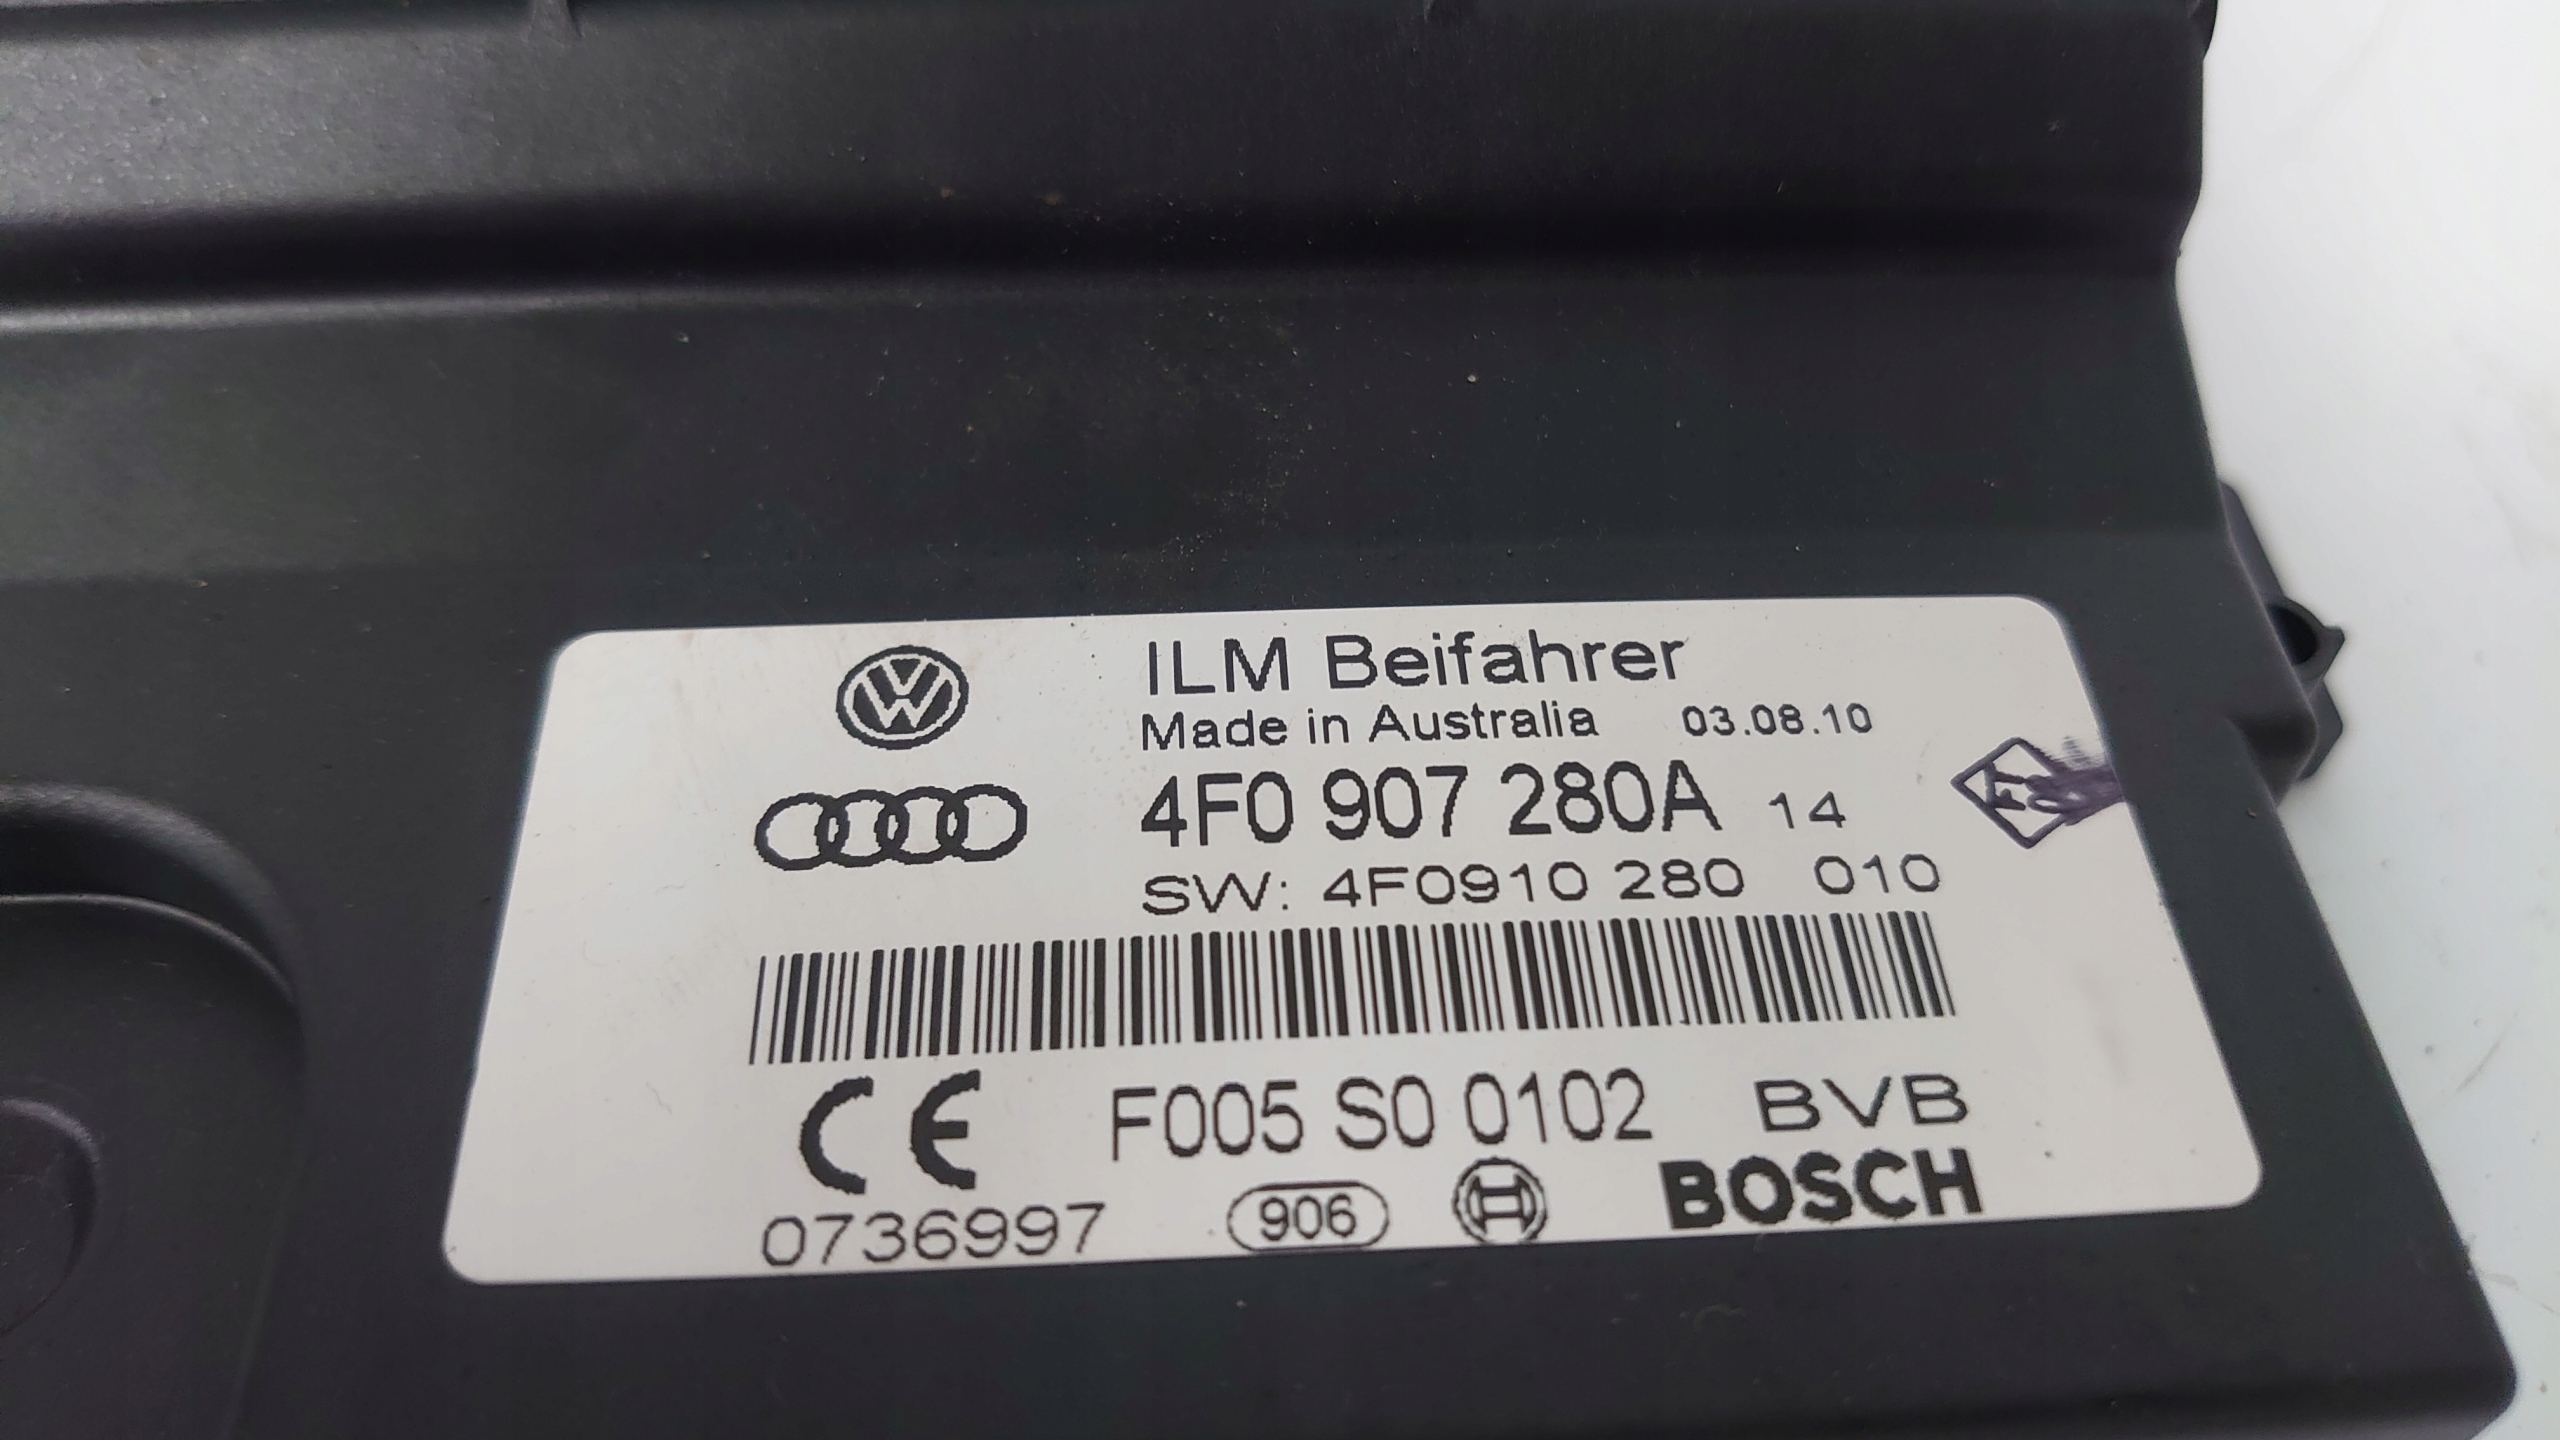 ILM Beifahrer
Made in Australia 03.08.10
4F0 907 280A 14
SW: 4F0910 280 010
CE F005 S0 0102 BVB
0736997 906 BOSCH